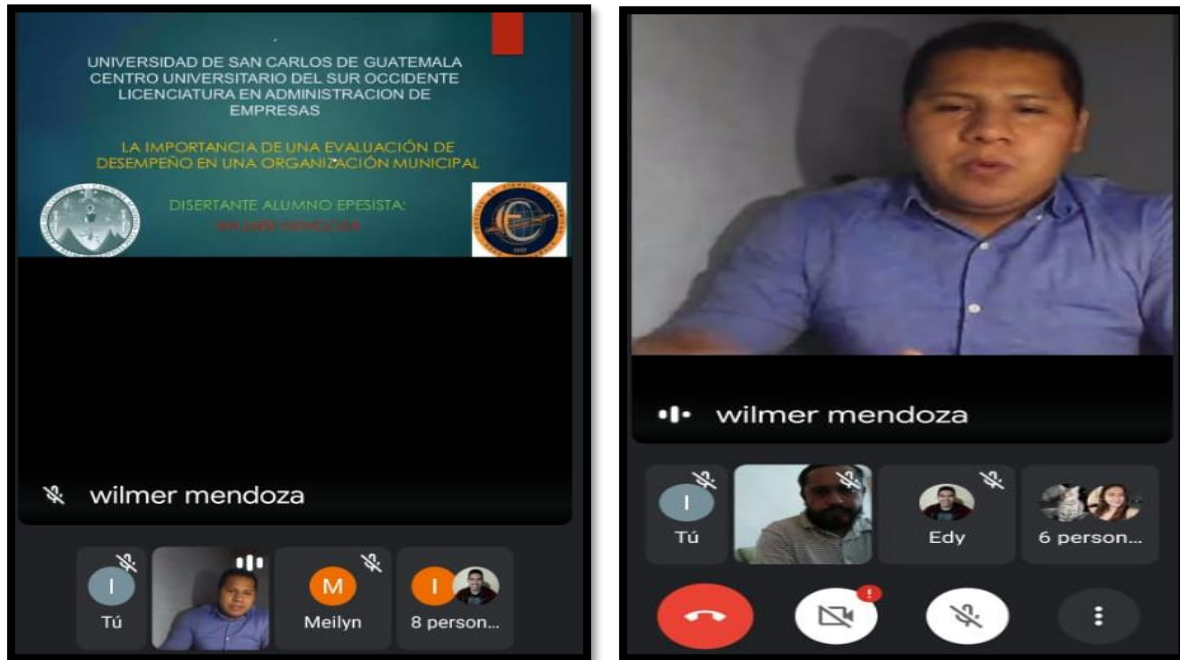 UNIVERSIDAD DE SAN CARLOS DE GUATEMALA
CENTRO UNIVERSITARIO DEL SUR OCCIDENTE
LICENCIATURA EN ADMINISTRACION DE
EMPRESAS
LA IMPORTANCIA DE UNA EVALUACIÓN DE
DESEMPEÑO EN UNA ORGANIZACIÓN MUNICIPAL
DISERTANTE ALUMNO EPESISTA:
WILMER MENDOZA
wilmer mendoza
I
Tú
M
Meilyn
I
8 person...
wilmer mendoza
I
Tú
Edy
6 person...